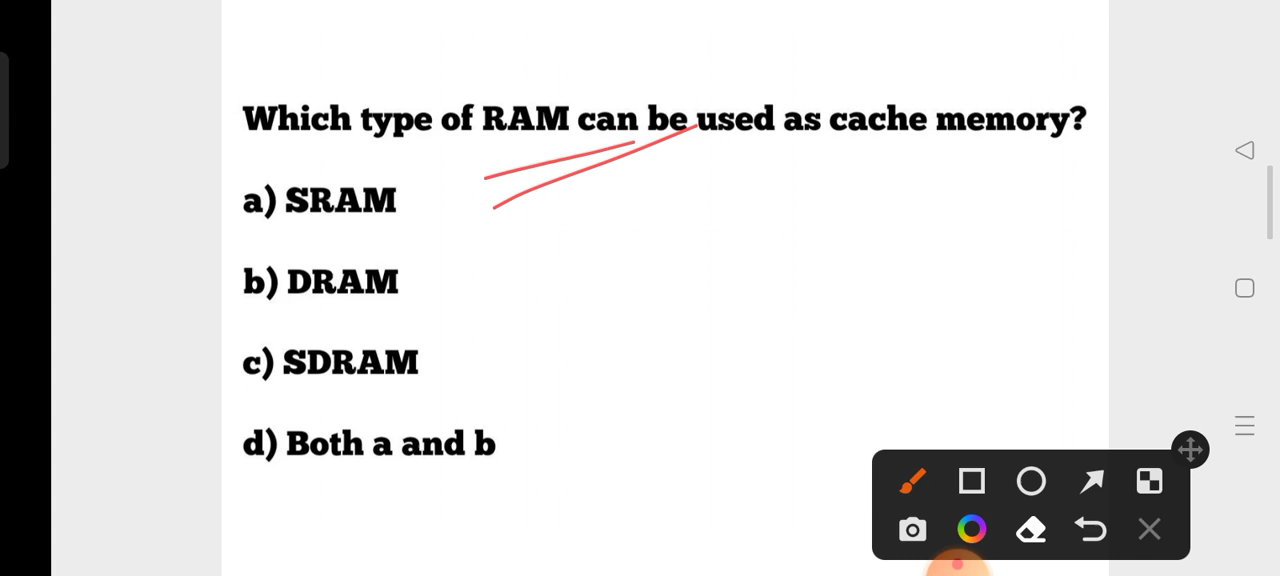 Which type of RAM can be used as cache memory?
a) SRAM
b) DRAM
c) SDRAM
d) Both a and b